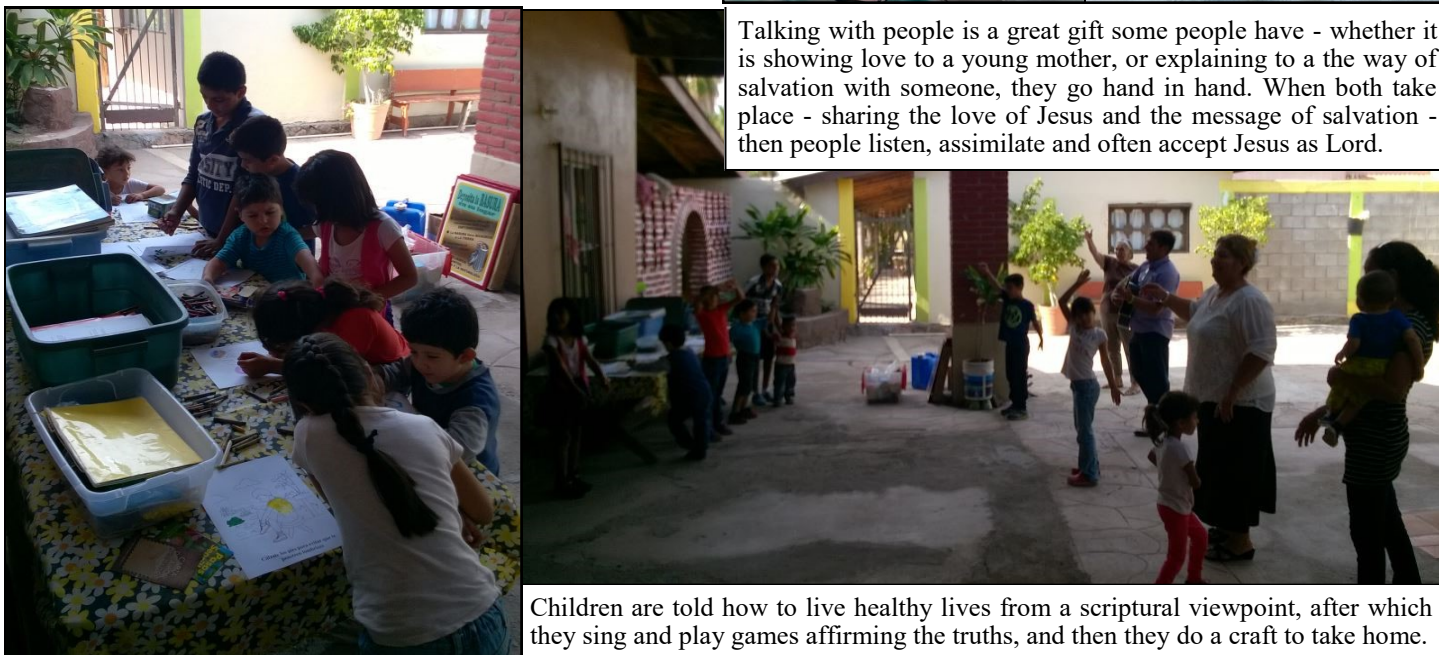 Talking with people is a great gift some people have - whether it
is showing love to a young mother, or explaining to a the way of
salvation with someone, they go hand in hand. When both take
place - sharing the love of Jesus and the message of salvation -
then people listen, assimilate and often accept Jesus as Lord.
BASURA
Children are told how to live healthy lives from a scriptural viewpoint, after which
they sing and play games affirming the truths, and then they do a craft to take home.